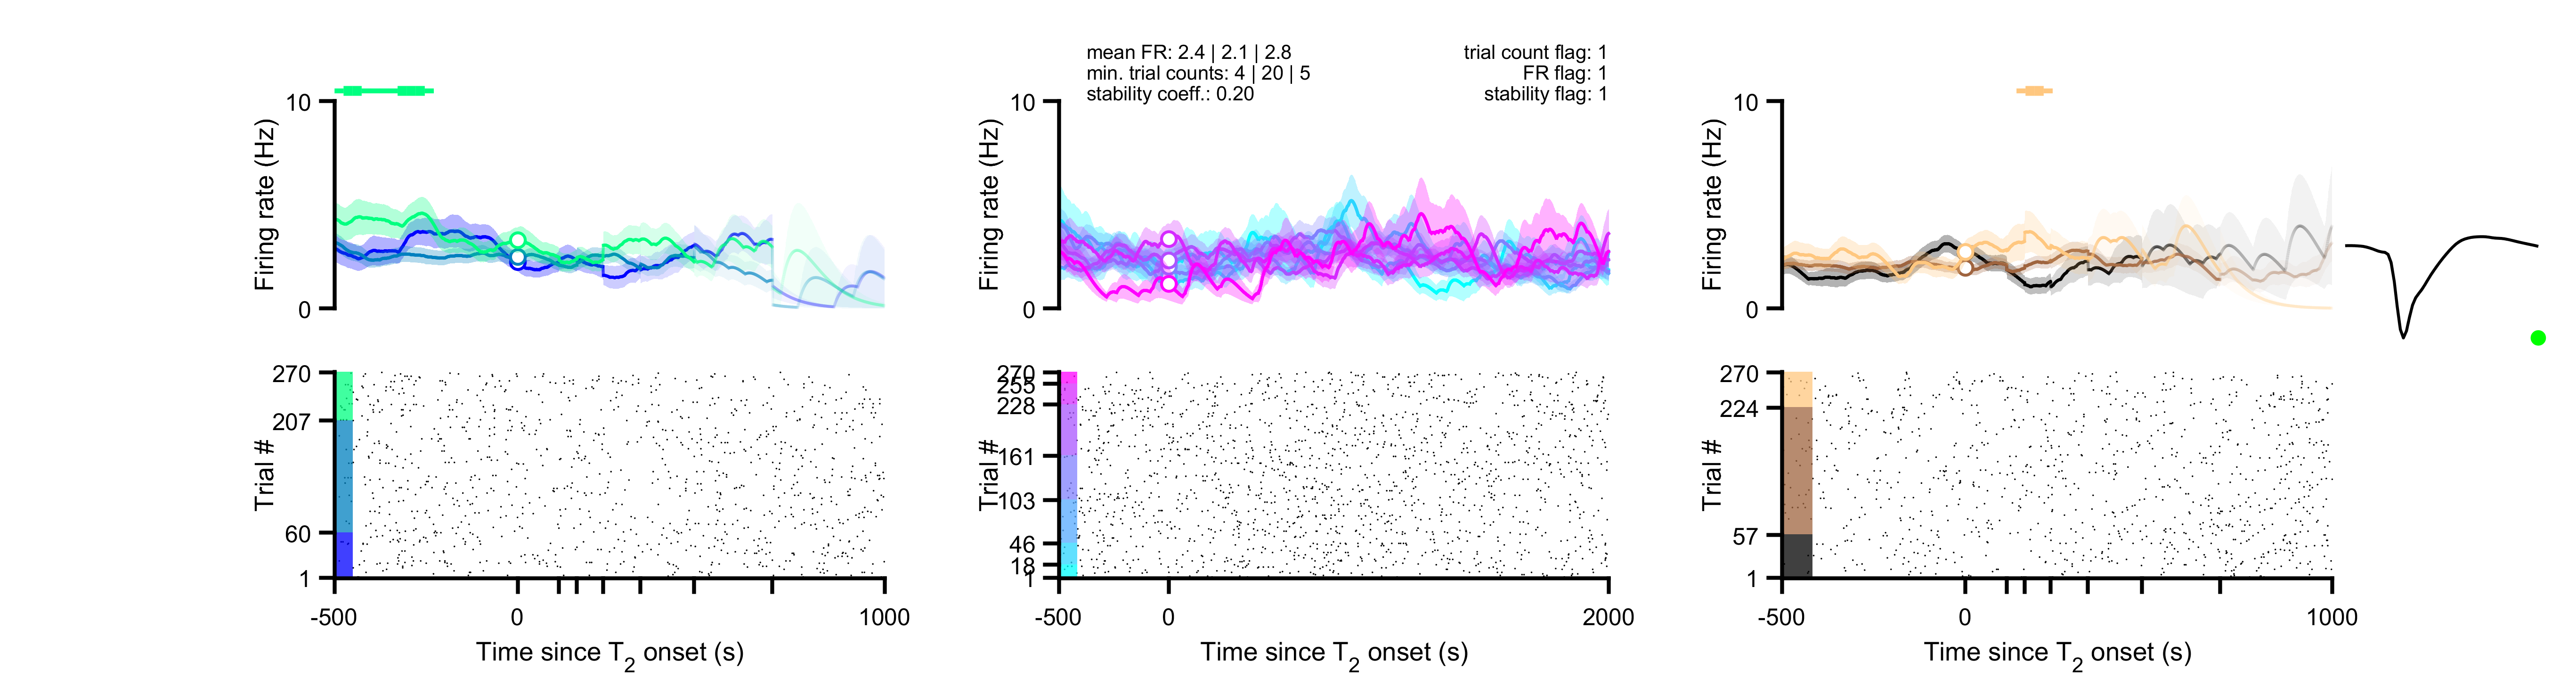 mean FR: 2.4 | 2.1 | 2.8
min. trial counts: 4 | 20 | 5
stability coeff.: 0.20
trial count flag: 1
FR flag: 1
stability flag: 1
10
0
Firing rate (Hz)
10
0
Firing rate (Hz)
10
0
Firing rate (Hz)
270
207
60
1
Trial #
-500
0
1000
Time since T2 onset (s)
270
255
228
161
103
46
18
1
Trial #
-500
0
2000
Time since T2 onset (s)
270
224
57
1
Trial #
-500
0
1000
Time since T2 onset (s)